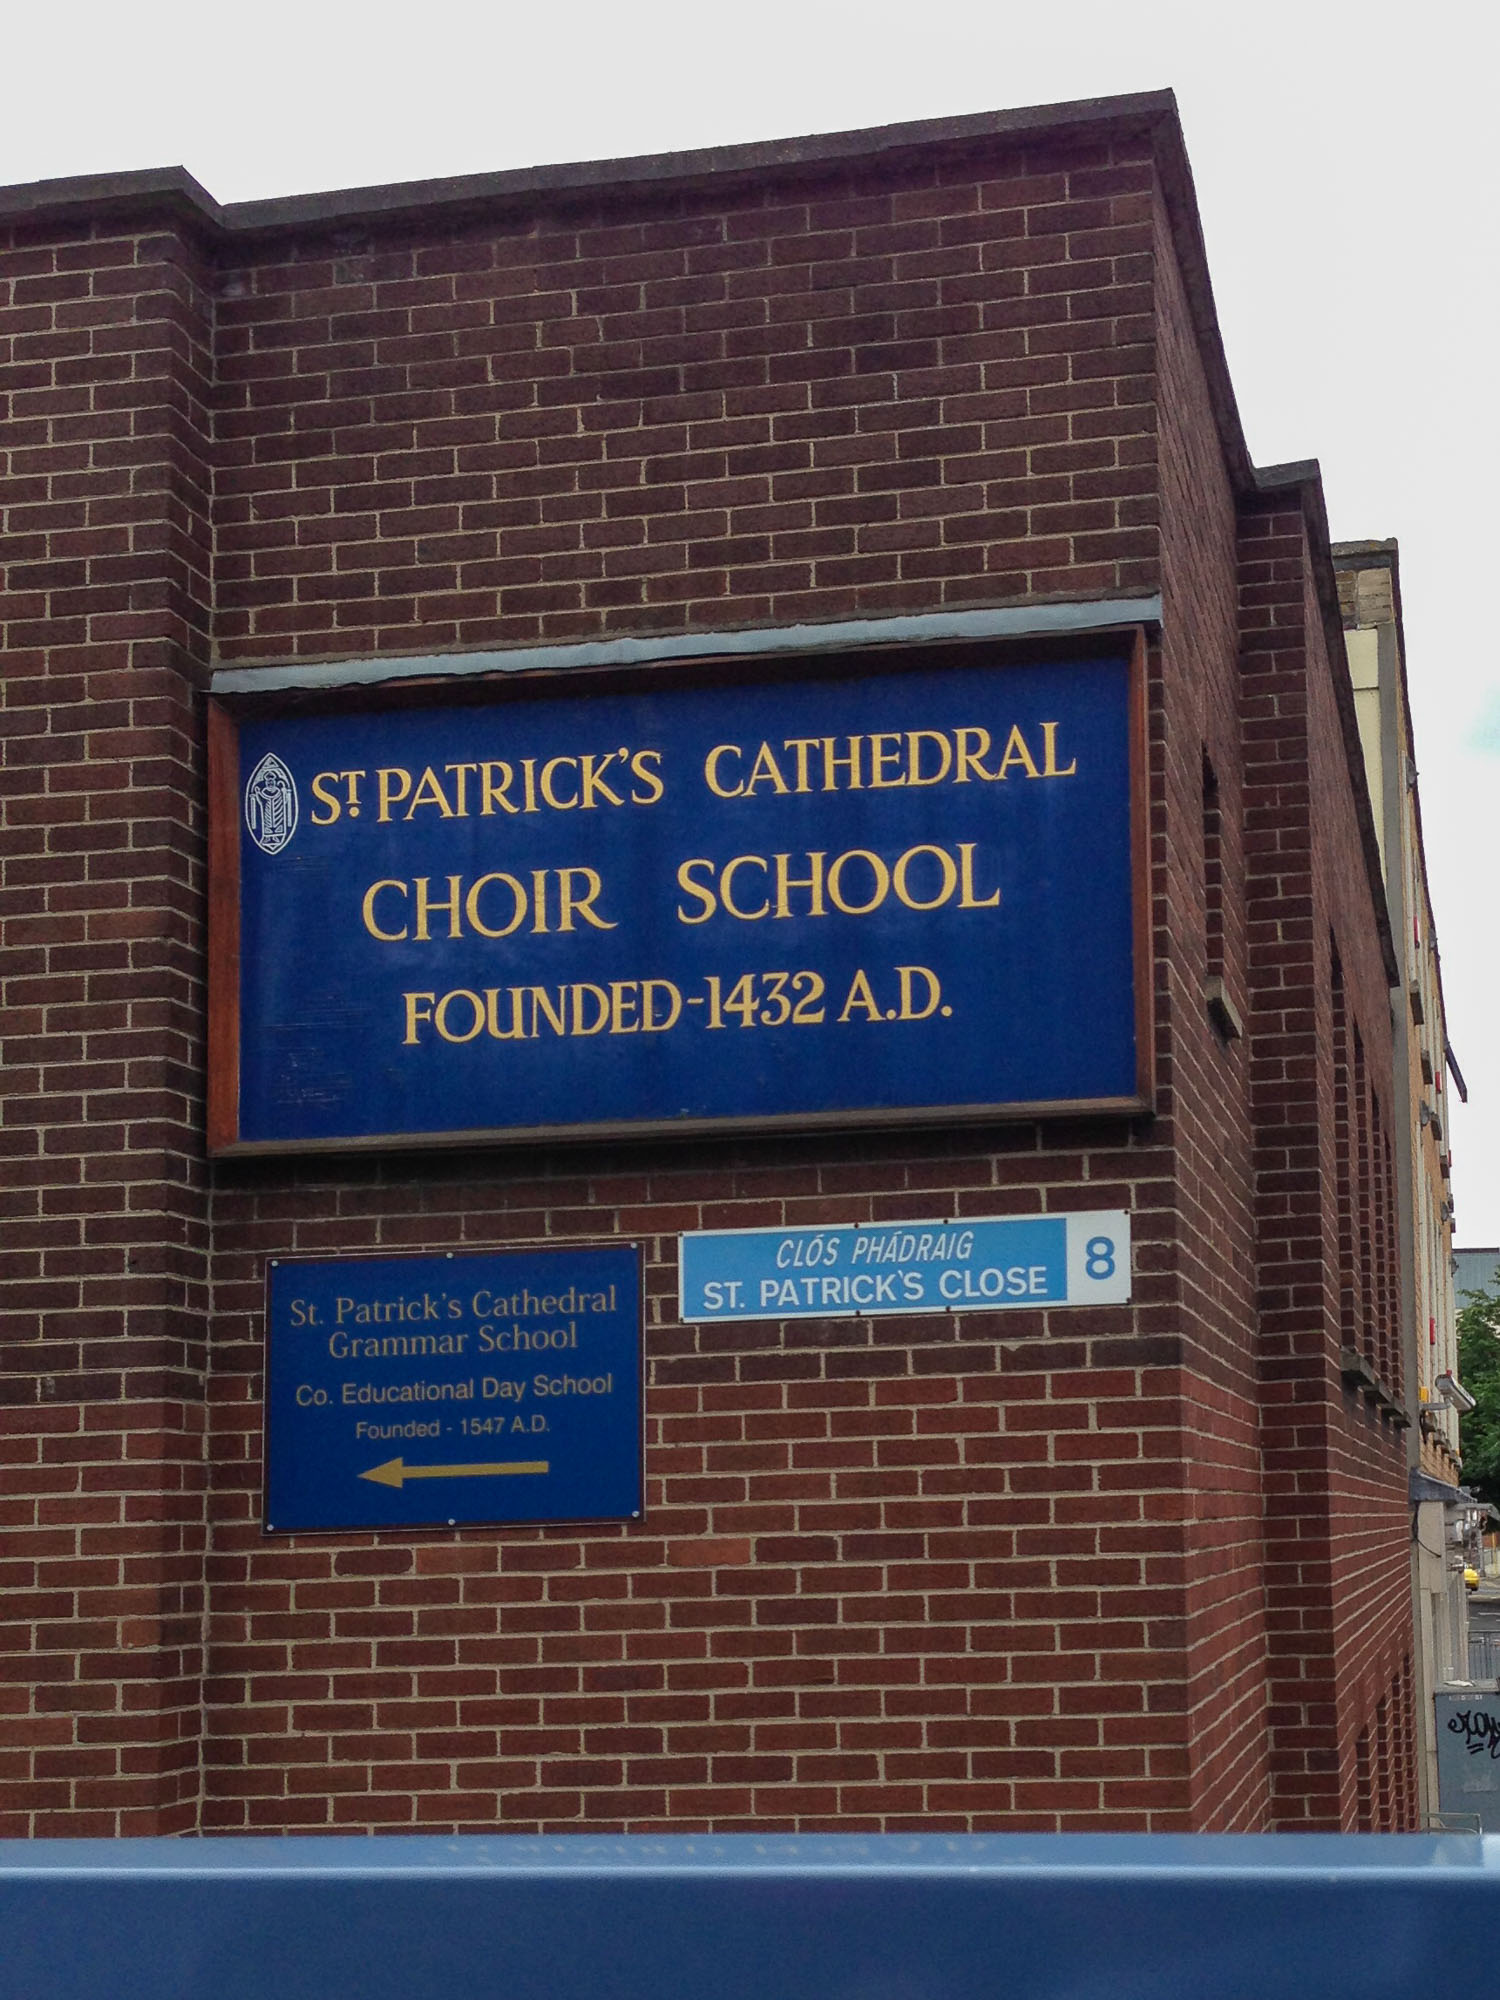 ST. PATRICK'S CATHEDRAL
CHOIR SCHOOL
FOUNDED-1432 A.D.
CLÓS PHÁDRAIG
ST. PATRICK'S CLOSE
8
St. Patrick's Cathedral
Grammar School
Co. Educational Day School
Founded - 1547 A.D.